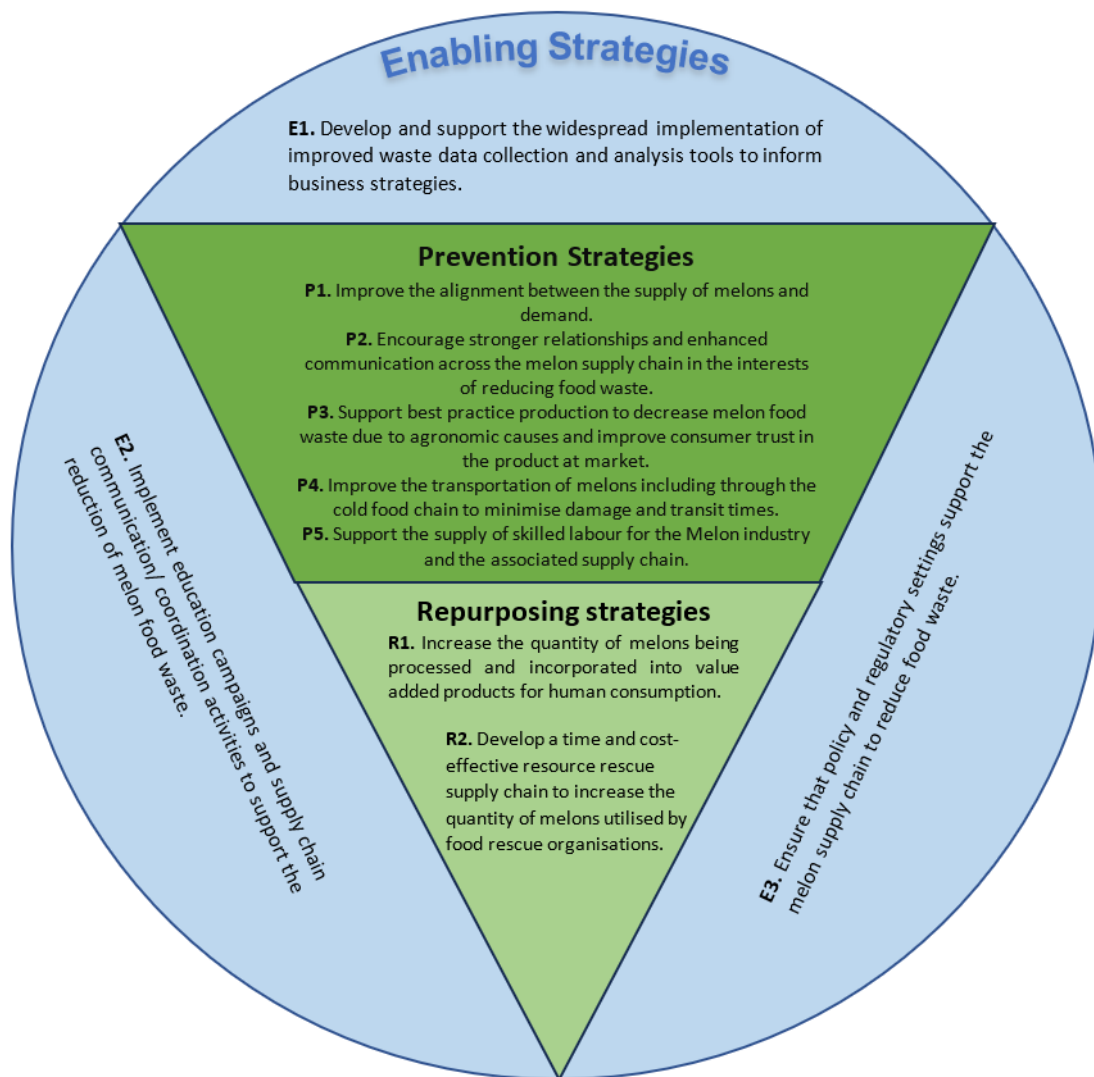 Enabling Strategies
E1. Develop and support the widespread implementation of
improved waste data collection and analysis tools to inform
business strategies.
Prevention Strategies
P1. Improve the alignment between the supply of melons and
demand.
P2. Encourage stronger relationships and enhanced
communication across the melon supply chain in the interests
of reducing food waste.
P3. Support best practice production to decrease melon food
waste due to agronomic causes and improve consumer trust in
the product at market.
P4. Improve the transportation of melons including through the
cold food chain to minimise damage and transit times.
P5. Support the supply of skilled labour for the Melon industry
and the associated supply chain.
Repurposing strategies
R1. Increase the quantity of melons being
processed and incorporated into value
added products for human consumption.
R2. Develop a time and cost-
effective resource rescue
supply chain to increase the
quantity of melons utilised by
food rescue organisations.
E2. Implement education campaigns and supply chain
communication/ coordination activities to support the
reduction of melon food waste.
E3. Ensure that policy and regulatory settings support the
melon supply chain to reduce food waste.